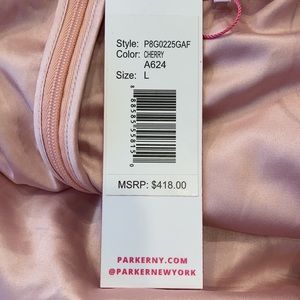 Style: P8G0225GAF
Color: CHERRY
A624
Size: L
MSRP: $418.00
PARKERNY.COM
@PARKERNEWYORK